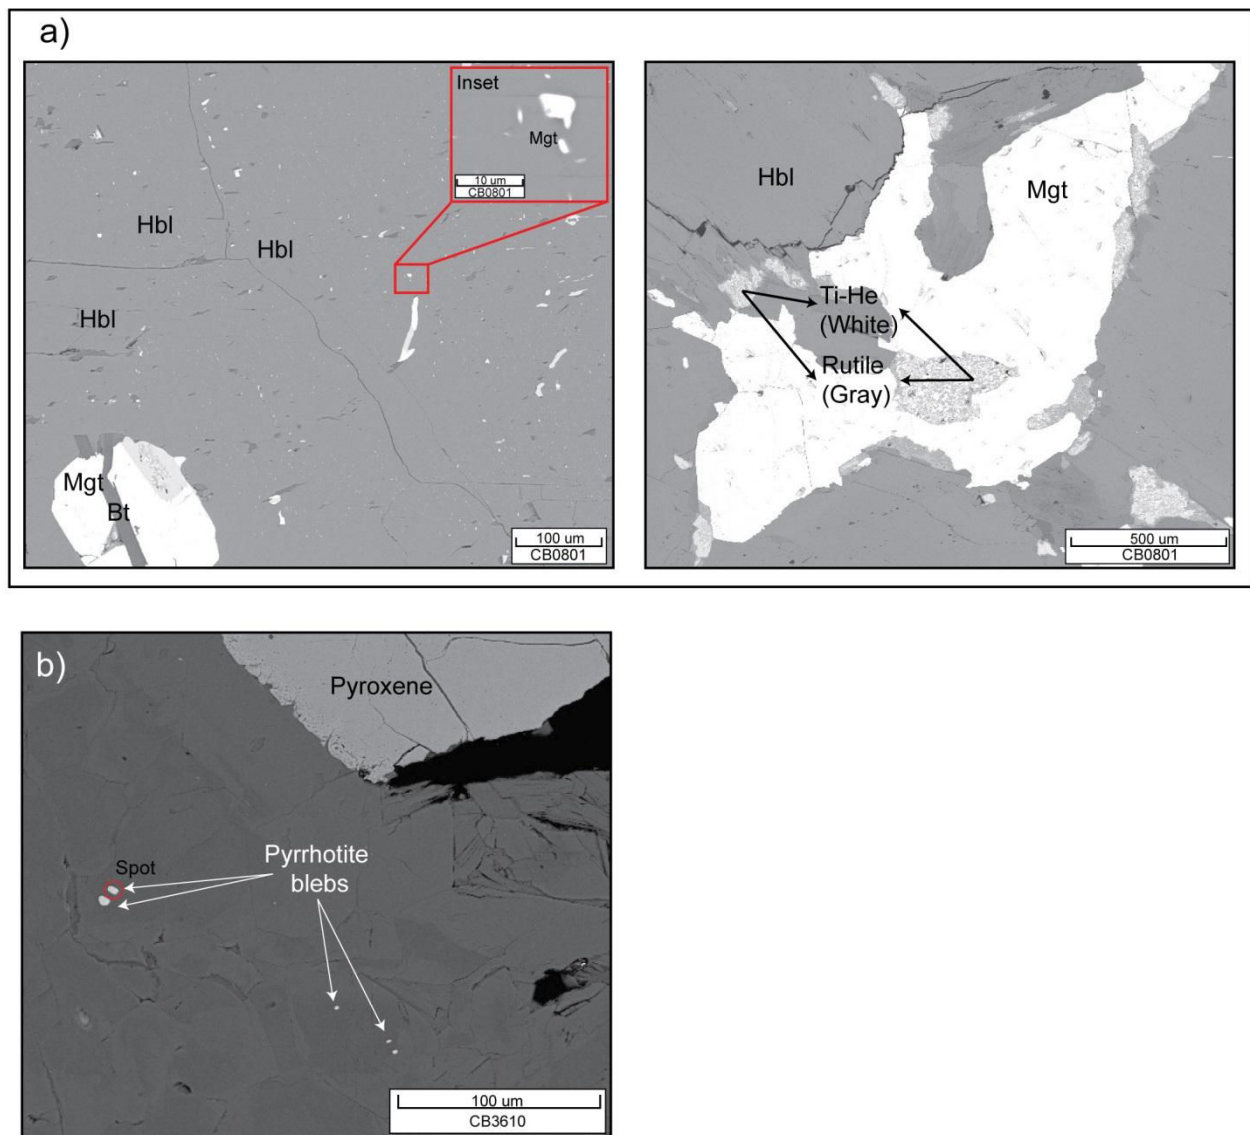 a)
Inset
Mgt
10 um
CB0801
Hbl
Hbl
Hbl
Mgt
Bt
100 um
CB0801
Hbl
Mgt
Ti-He
(White)
Rutile
(Gray)
500 um
CB0801
b)
Pyroxene
Spot
Pyrrhotite
blebs
100 um
CB3610